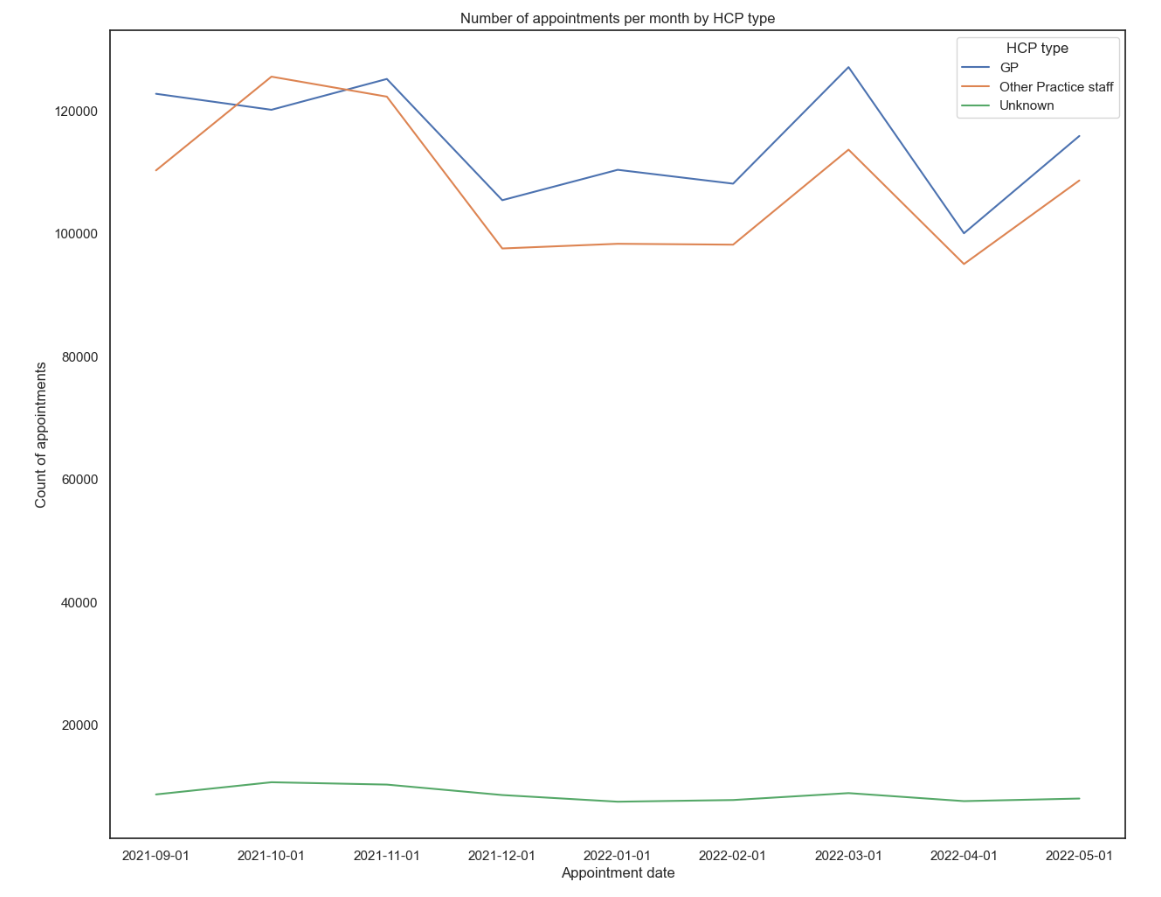 Number of appointments per month by HCP type
HCP type
GP
Other Practice staff
Unknown
120000
100000
80000
60000
40000
20000
Count of appointments
2021-09-01 2021-10-01 2021-11-01 2021-12-01 2022-01-01 2022-02-01 2022-03-01 2022-04-01 2022-05-01
Appointment date